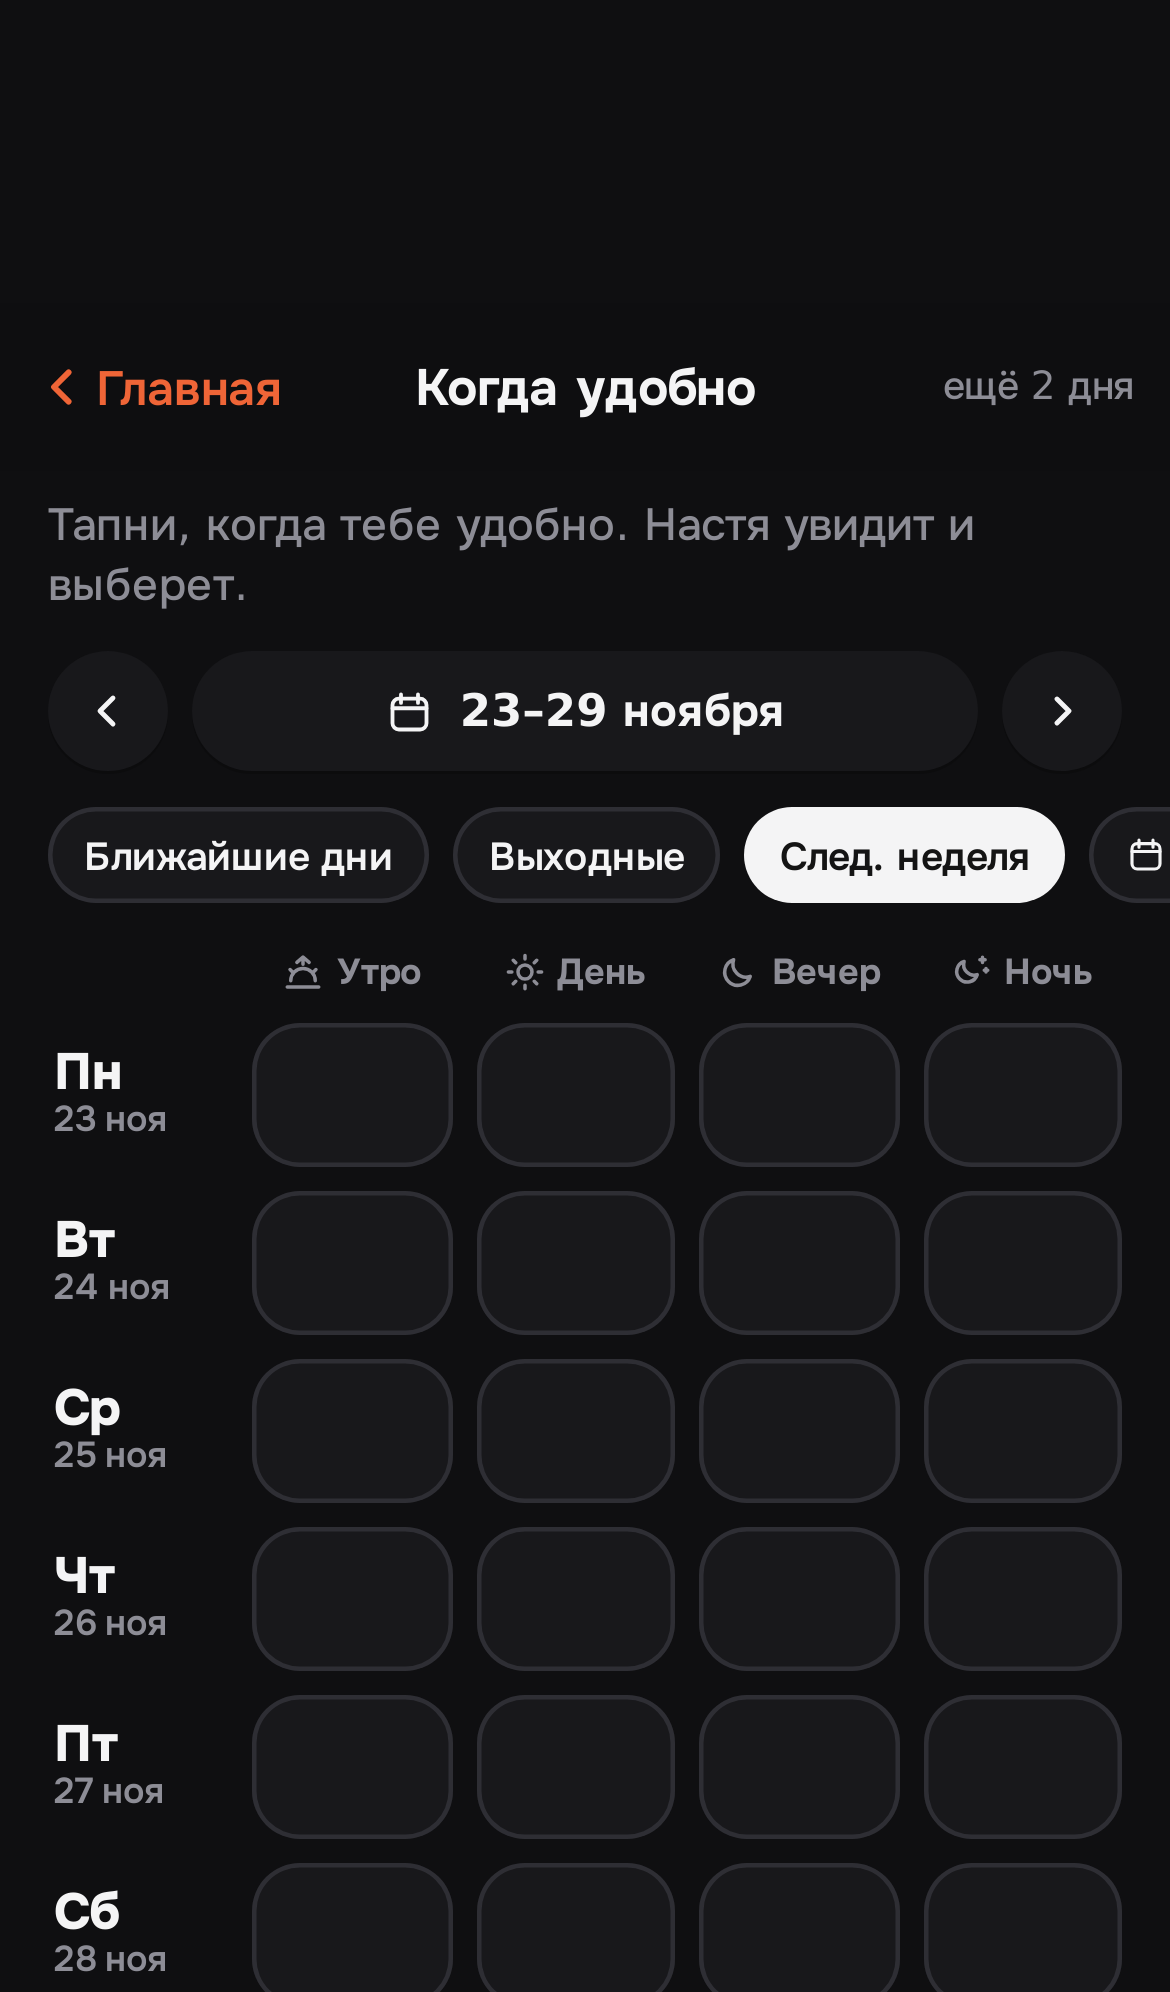 Главная
Когда удобно
ещё 2 дня
Тапни, когда тебе удобно. Настя увидит и
выберет.
23–29 ноября
Ближайшие дни
Выходные
След. неделя
Утро
День
Вечер
Ночь
Пн
23 ноя
Вт
24 ноя
Ср
25 ноя
Чт
26 ноя
Пт
27 ноя
Сб
28 ноя